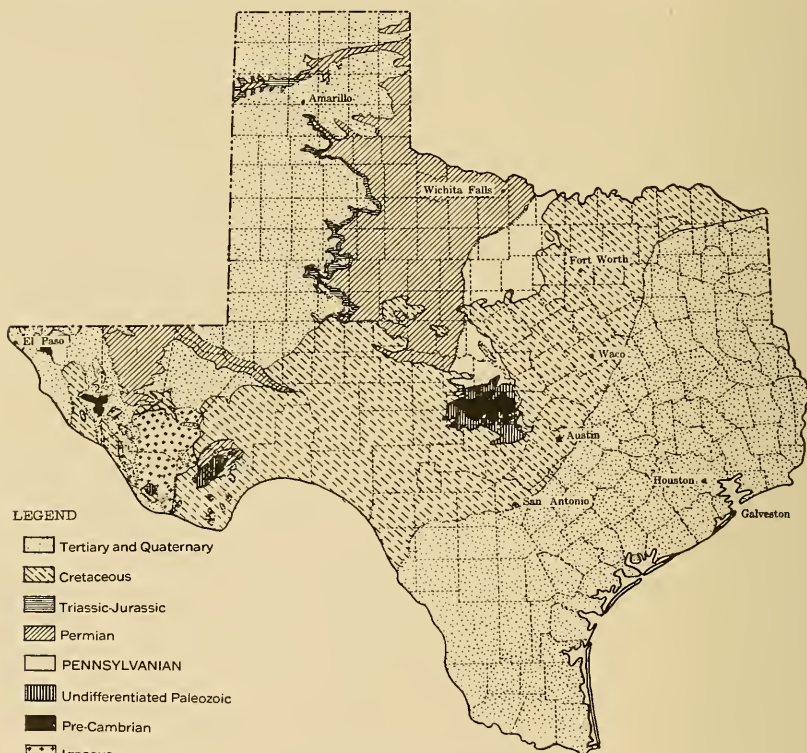 Amarillo
Wichita Falls
Fort Worth
El Paso
Waco
Austin
Houston
San Antonio
Galveston
LEGEND
Tertiary and Quaternary
Cretaceous
Triassic-Jurassic
Permian
PENNSYLVANIAN
Undifferentiated Paleozoic
Pre-Cambrian
Igneous